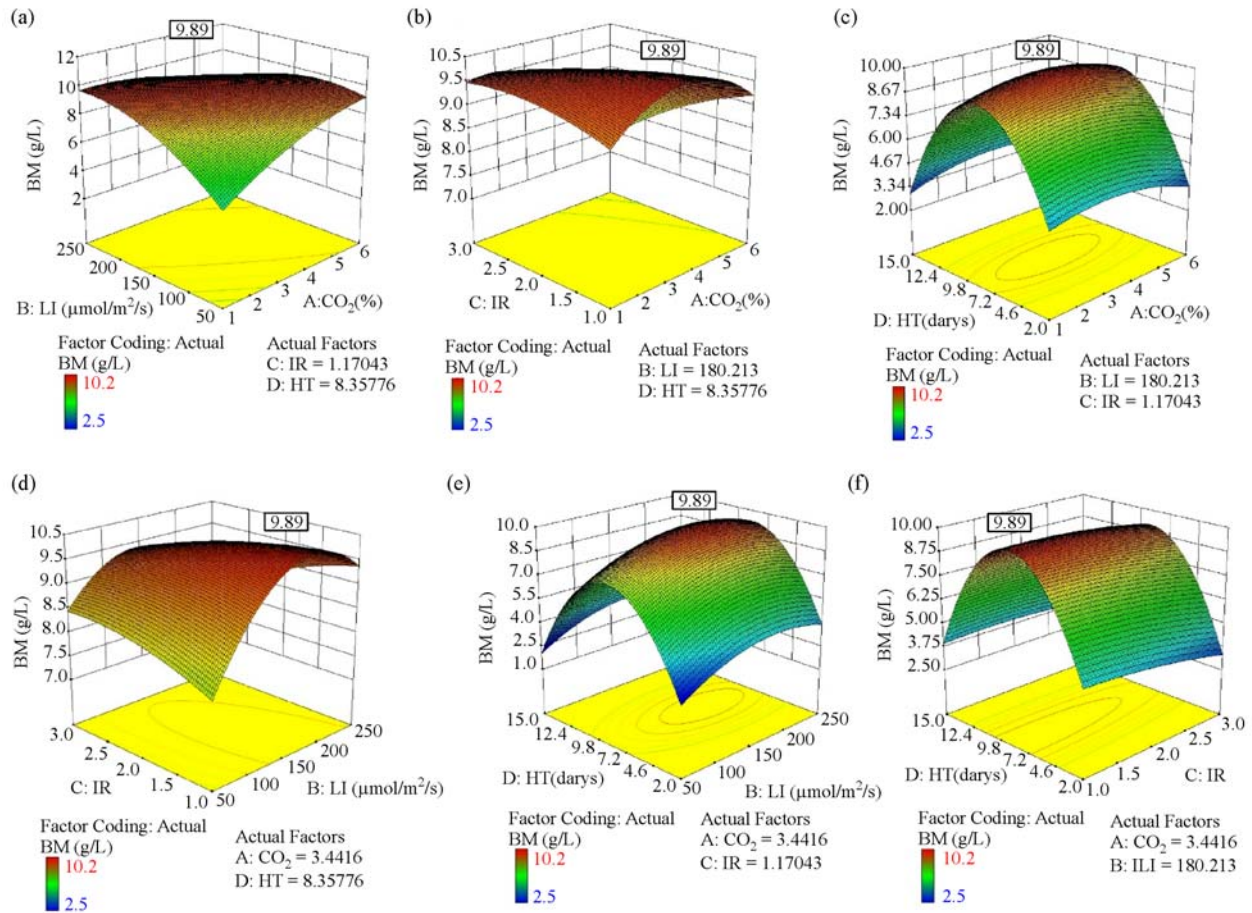 (a)
9.89
12
10
8
6
4
2
BM (g/L)
250
200
150
100
50
B: LI (μmol/m²/s)
1
2
3
4
5
6
A:CO₂(%)
Factor Coding: Actual
BM (g/L)
10.2
2.5
Actual Factors
C: IR = 1.17043
D: HT = 8.35776
(b)
9.89
10.5
9.5
9.0
8.5
8.0
7.0
BM (g/L)
3.0
2.5
2.0
1.5
1.0
C: IR
1
2
3
4
5
6
A:CO₂(%)
Factor Coding: Actual
BM (g/L)
10.2
2.5
Actual Factors
B: LI = 180.213
D: HT = 8.35776
(c)
9.89
10.00
8.67
7.34
6.00
4.67
3.34
2.00
BM (g/L)
15.0
12.4
9.8
7.2
4.6
2.0
D: HT(darys)
1
2
3
4
5
6
A:CO₂(%)
Factor Coding: Actual
BM (g/L)
10.2
2.5
Actual Factors
B: LI = 180.213
C: IR = 1.17043
(d)
9.89
10.5
9.5
9.0
8.5
8.0
7.0
BM (g/L)
3.0
2.5
2.0
1.5
1.0
C: IR
50
100
150
200
250
B: LI (μmol/m²/s)
Factor Coding: Actual
BM (g/L)
10.2
2.5
Actual Factors
A: CO₂ = 3.4416
D: HT = 8.35776
(e)
9.89
10.0
8.5
7.0
5.5
4.0
2.5
1.0
BM (g/L)
15.0
12.4
9.8
7.2
4.6
2.0
D: HT(darys)
50
100
150
200
250
B: LI (μmol/m²/s)
Factor Coding: Actual
BM (g/L)
10.2
2.5
Actual Factors
A: CO₂ = 3.4416
C: IR = 1.17043
(f)
9.89
10.00
8.75
7.50
6.25
5.00
3.75
2.50
BM (g/L)
15.0
12.4
9.8
7.2
4.6
2.0
D: HT(darys)
1.0
1.5
2.0
2.5
3.0
C: IR
Factor Coding: Actual
BM (g/L)
10.2
2.5
Actual Factors
A: CO₂ = 3.4416
B: ILI = 180.213